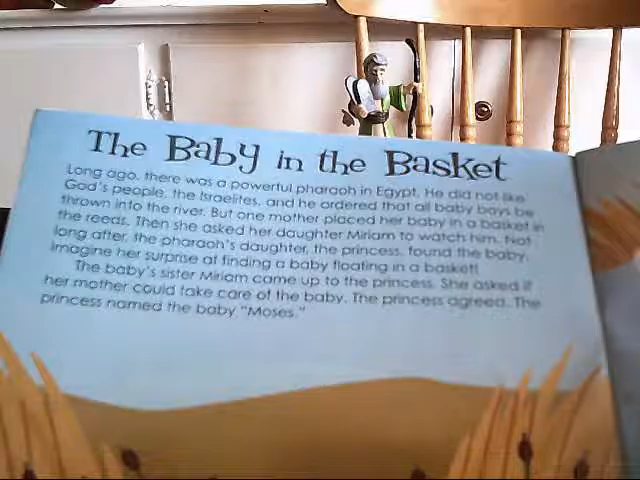 The Baby in the Basket
Long ago, there was a powerful pharaoh in Egypt. He did not like
God's people, the Israelites, and he ordered that all baby boys be
thrown into the river. But one mother placed her baby in a basket in
the reeds. Then she asked her daughter Miriam to watch him. Not
long after, the pharaoh's daughter, the princess, found the baby.
Imagine her surprise at finding a baby floating in a basket!
The baby's sister Miriam came up to the princess. She asked if
her mother could take care of the baby. The princess agreed. The
princess named the baby "Moses."